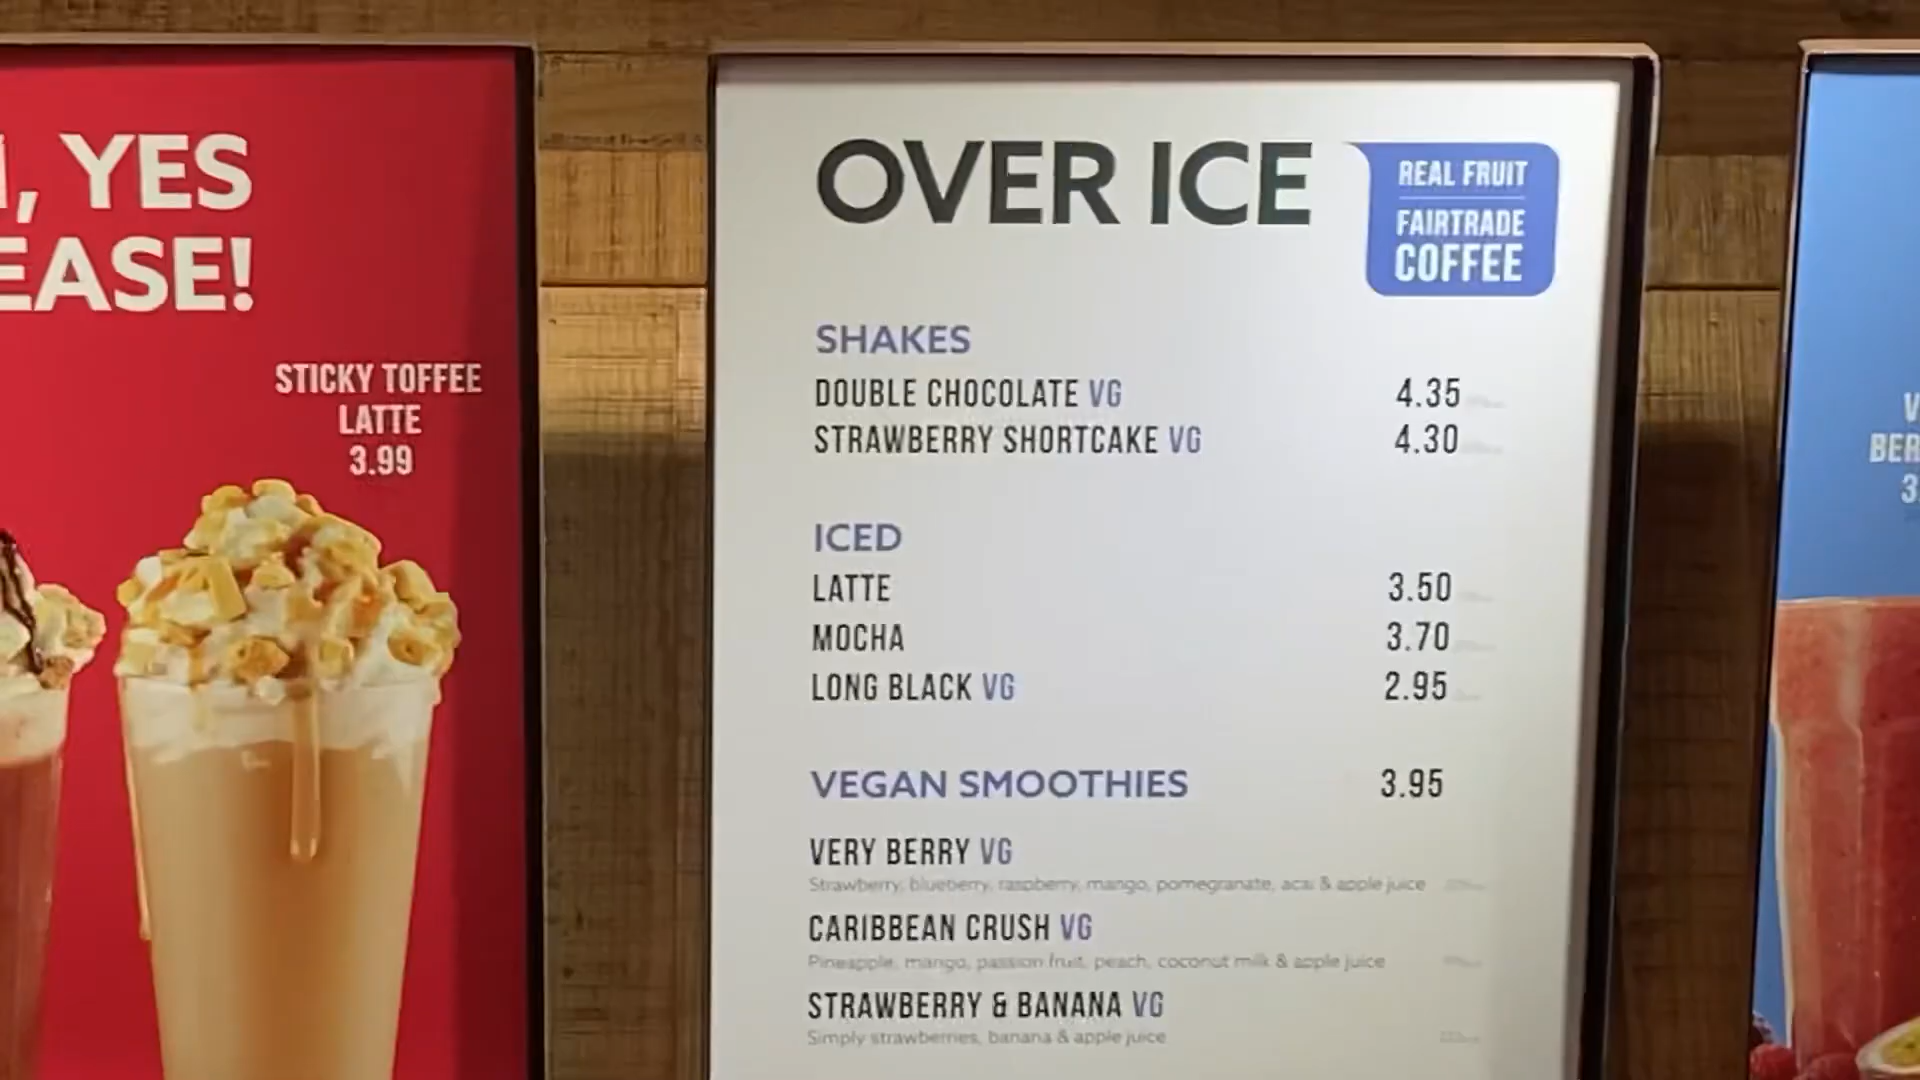 , YES
EASE!
STICKY TOFFEE
LATTE
3.99
OVER ICE
REAL FRUIT
FAIRTRADE
COFFEE
SHAKES
DOUBLE CHOCOLATE VG 4.35
STRAWBERRY SHORTCAKE VG 4.30
ICED
LATTE 3.50
MOCHA 3.70
LONG BLACK VG 2.95
VEGAN SMOOTHIES 3.95
VERY BERRY VG
Strawberry, blueberry, raspberry, mango, pomegranate, acai & apple juice
CARIBBEAN CRUSH VG
Pineapple, mango, passion fruit, peach, coconut milk & apple juice
STRAWBERRY & BANANA VG
Simply strawberries, banana & apple juice
V
BER
3